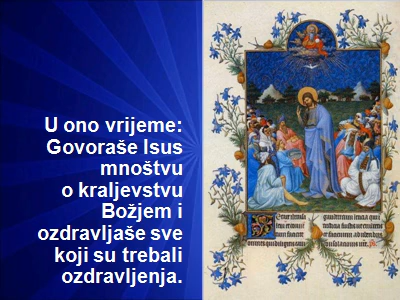 U ono vrijeme:
Govoraše Isus
mnoštvu
o kraljevstvu
Božjem i
ozdravljaše sve
koji su trebali
ozdravljenja.